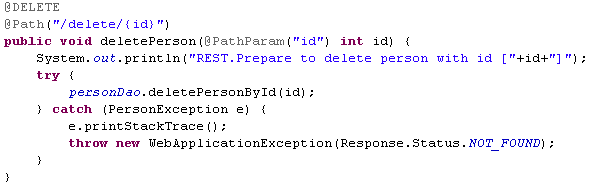 @DELETE
@Path("/delete/{id}")
public void deletePerson(@PathParam("id") int id) {
    System.out.println("REST.Prepare to delete person with id ["+id+"]");
    try {
        personDao.deletePersonById(id);
    } catch (PersonException e) {
        e.printStackTrace();
        throw new WebApplicationException(Response.Status.NOT_FOUND);
    }
}